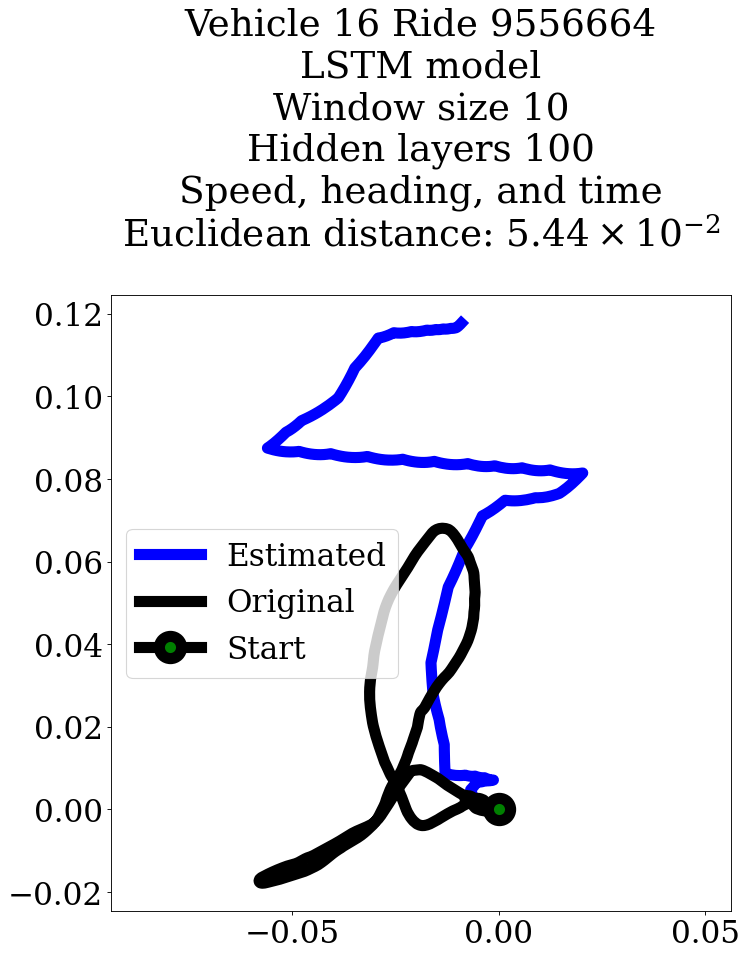 Vehicle 16 Ride 9556664
LSTM model
Window size 10
Hidden layers 100
Speed, heading, and time
Euclidean distance: 5.44 × 10⁻²
0.12
0.10
0.08
0.06
0.04
0.02
0.00
−0.02
Estimated
Original
Start
−0.05 0.00 0.05